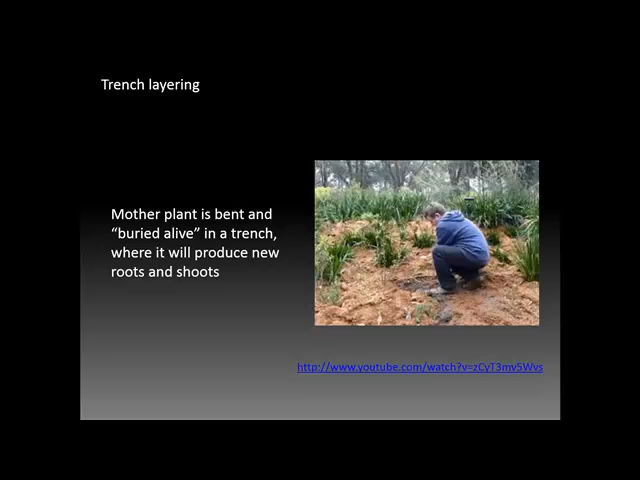 Trench layering
Mother plant is bent and
“buried alive” in a trench,
where it will produce new
roots and shoots
http://www.youtube.com/watch?v=zCyT3mv5Wvs